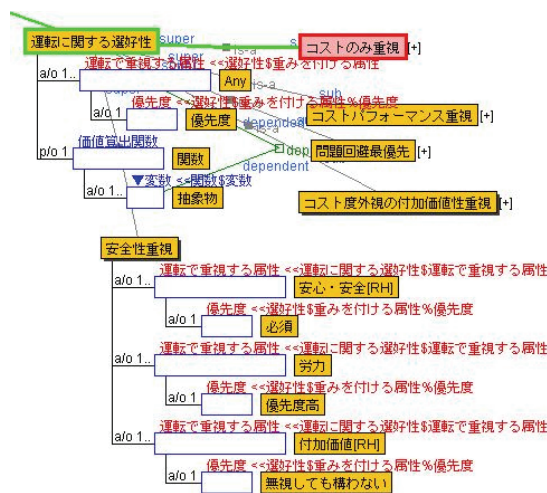 運転に関する選好性
super
is-a
コストのみ重視
[+]
運転で重視する属性 <<選好性$重みを付ける属性
a/o 1..
Any
is-a
sub
優先度 <<選好性$重みを付ける属性%優先度
a/o 1
優先度
dependent
is-a
コストパフォーマンス重視
[+]
価値算出関数
p/o 1
関数
dependent
問題回避最優先
[+]
▼変数 <<関数$変数
a/o 1..
抽象物
コスト度外視の付加価値性重視
[+]
安全性重視
運転で重視する属性 <<運転に関する選好性$運転で重視する属性
a/o 1..
安心・安全[RH]
優先度 <<選好性$重みを付ける属性%優先度
a/o 1
必須
運転で重視する属性 <<運転に関する選好性$運転で重視する属性
a/o 1..
労力
優先度 <<選好性$重みを付ける属性%優先度
a/o 1
優先度高
運転で重視する属性 <<運転に関する選好性$運転で重視する属性
a/o 1..
付加価値[RH]
優先度 <<選好性$重みを付ける属性%優先度
a/o 1
無視しても構わない